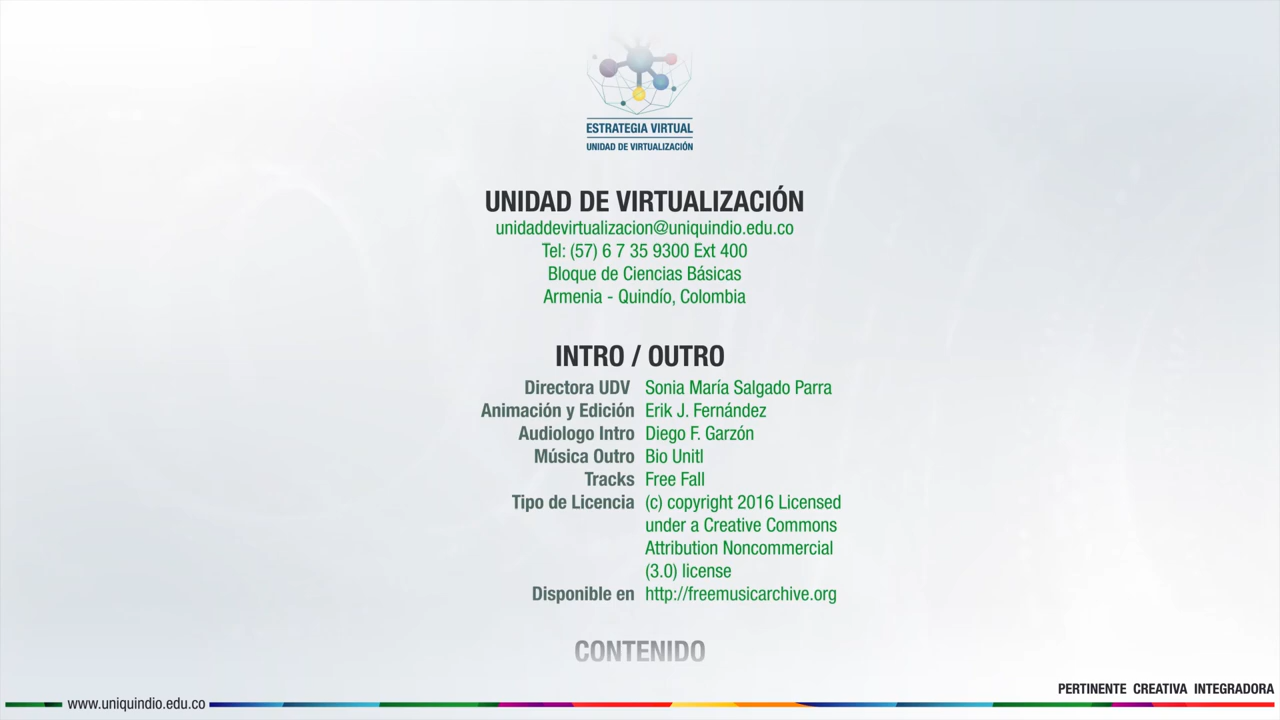 ESTRATEGIA VIRTUAL
UNIDAD DE VIRTUALIZACIÓN
UNIDAD DE VIRTUALIZACIÓN
unidaddevirtualizacion@uniquindio.edu.co
Tel: (57) 6 7 35 9300 Ext 400
Bloque de Ciencias Básicas
Armenia - Quindío, Colombia
INTRO / OUTRO
Directora UDV Sonia María Salgado Parra
Animación y Edición Erik J. Fernández
Audiologo Intro Diego F. Garzón
Música Outro Bio Unitl
Tracks Free Fall
Tipo de Licencia (c) copyright 2016 Licensed
under a Creative Commons
Attribution Noncommercial
(3.0) license
Disponible en http://freemusicarchive.org
CONTENIDO
PERTINENTE CREATIVA INTEGRADORA
www.uniquindio.edu.co